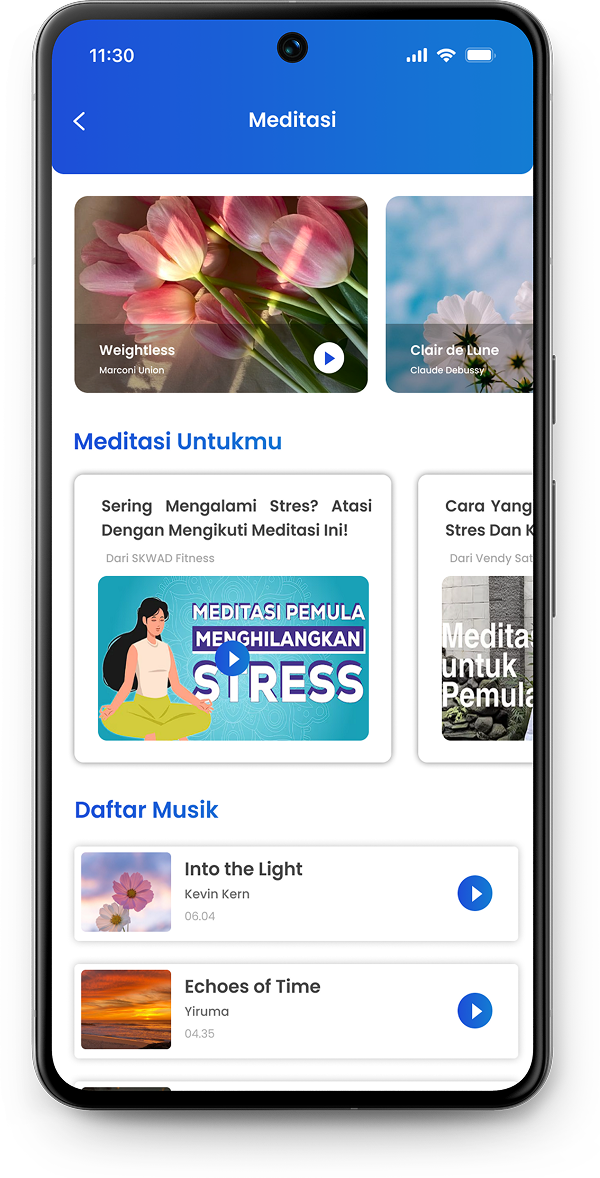 11:30
Meditasi
Weightless
Marconi Union
Clair de Lune
Claude Debussy
Meditasi Untukmu
Sering Mengalami Stres? Atasi
Dengan Mengikuti Meditasi Ini!
Dari SKWAD Fitness
MEDITASI PEMULA
MENGHILANGKAN
STRESS
Cara Yang
Stres Dan K
Dari Vendy Sat
Medita
untuk
Pemula
Daftar Musik
Into the Light
Kevin Kern
06.04
Echoes of Time
Yiruma
04.35